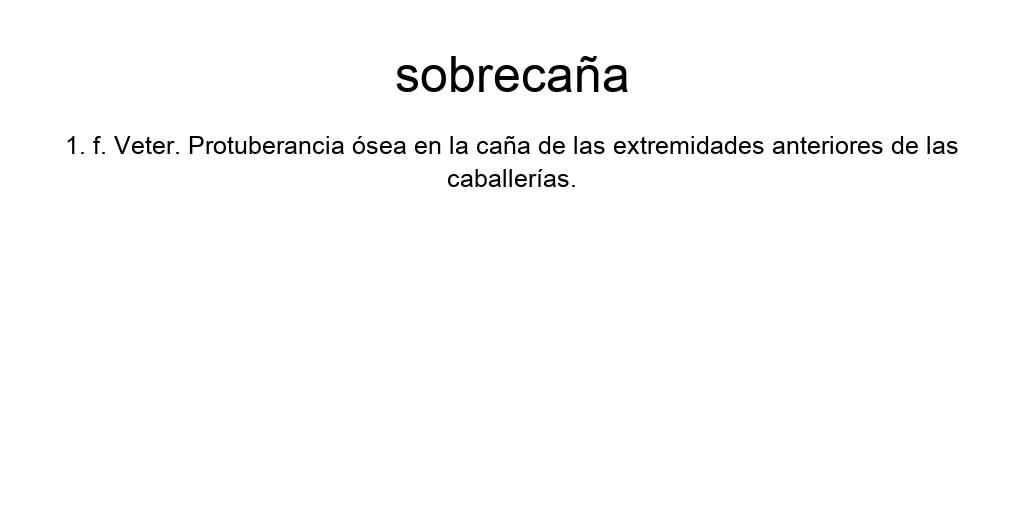 sobrecaña
1. f. Veter. Protuberancia ósea en la caña de las extremidades anteriores de las
caballerías.